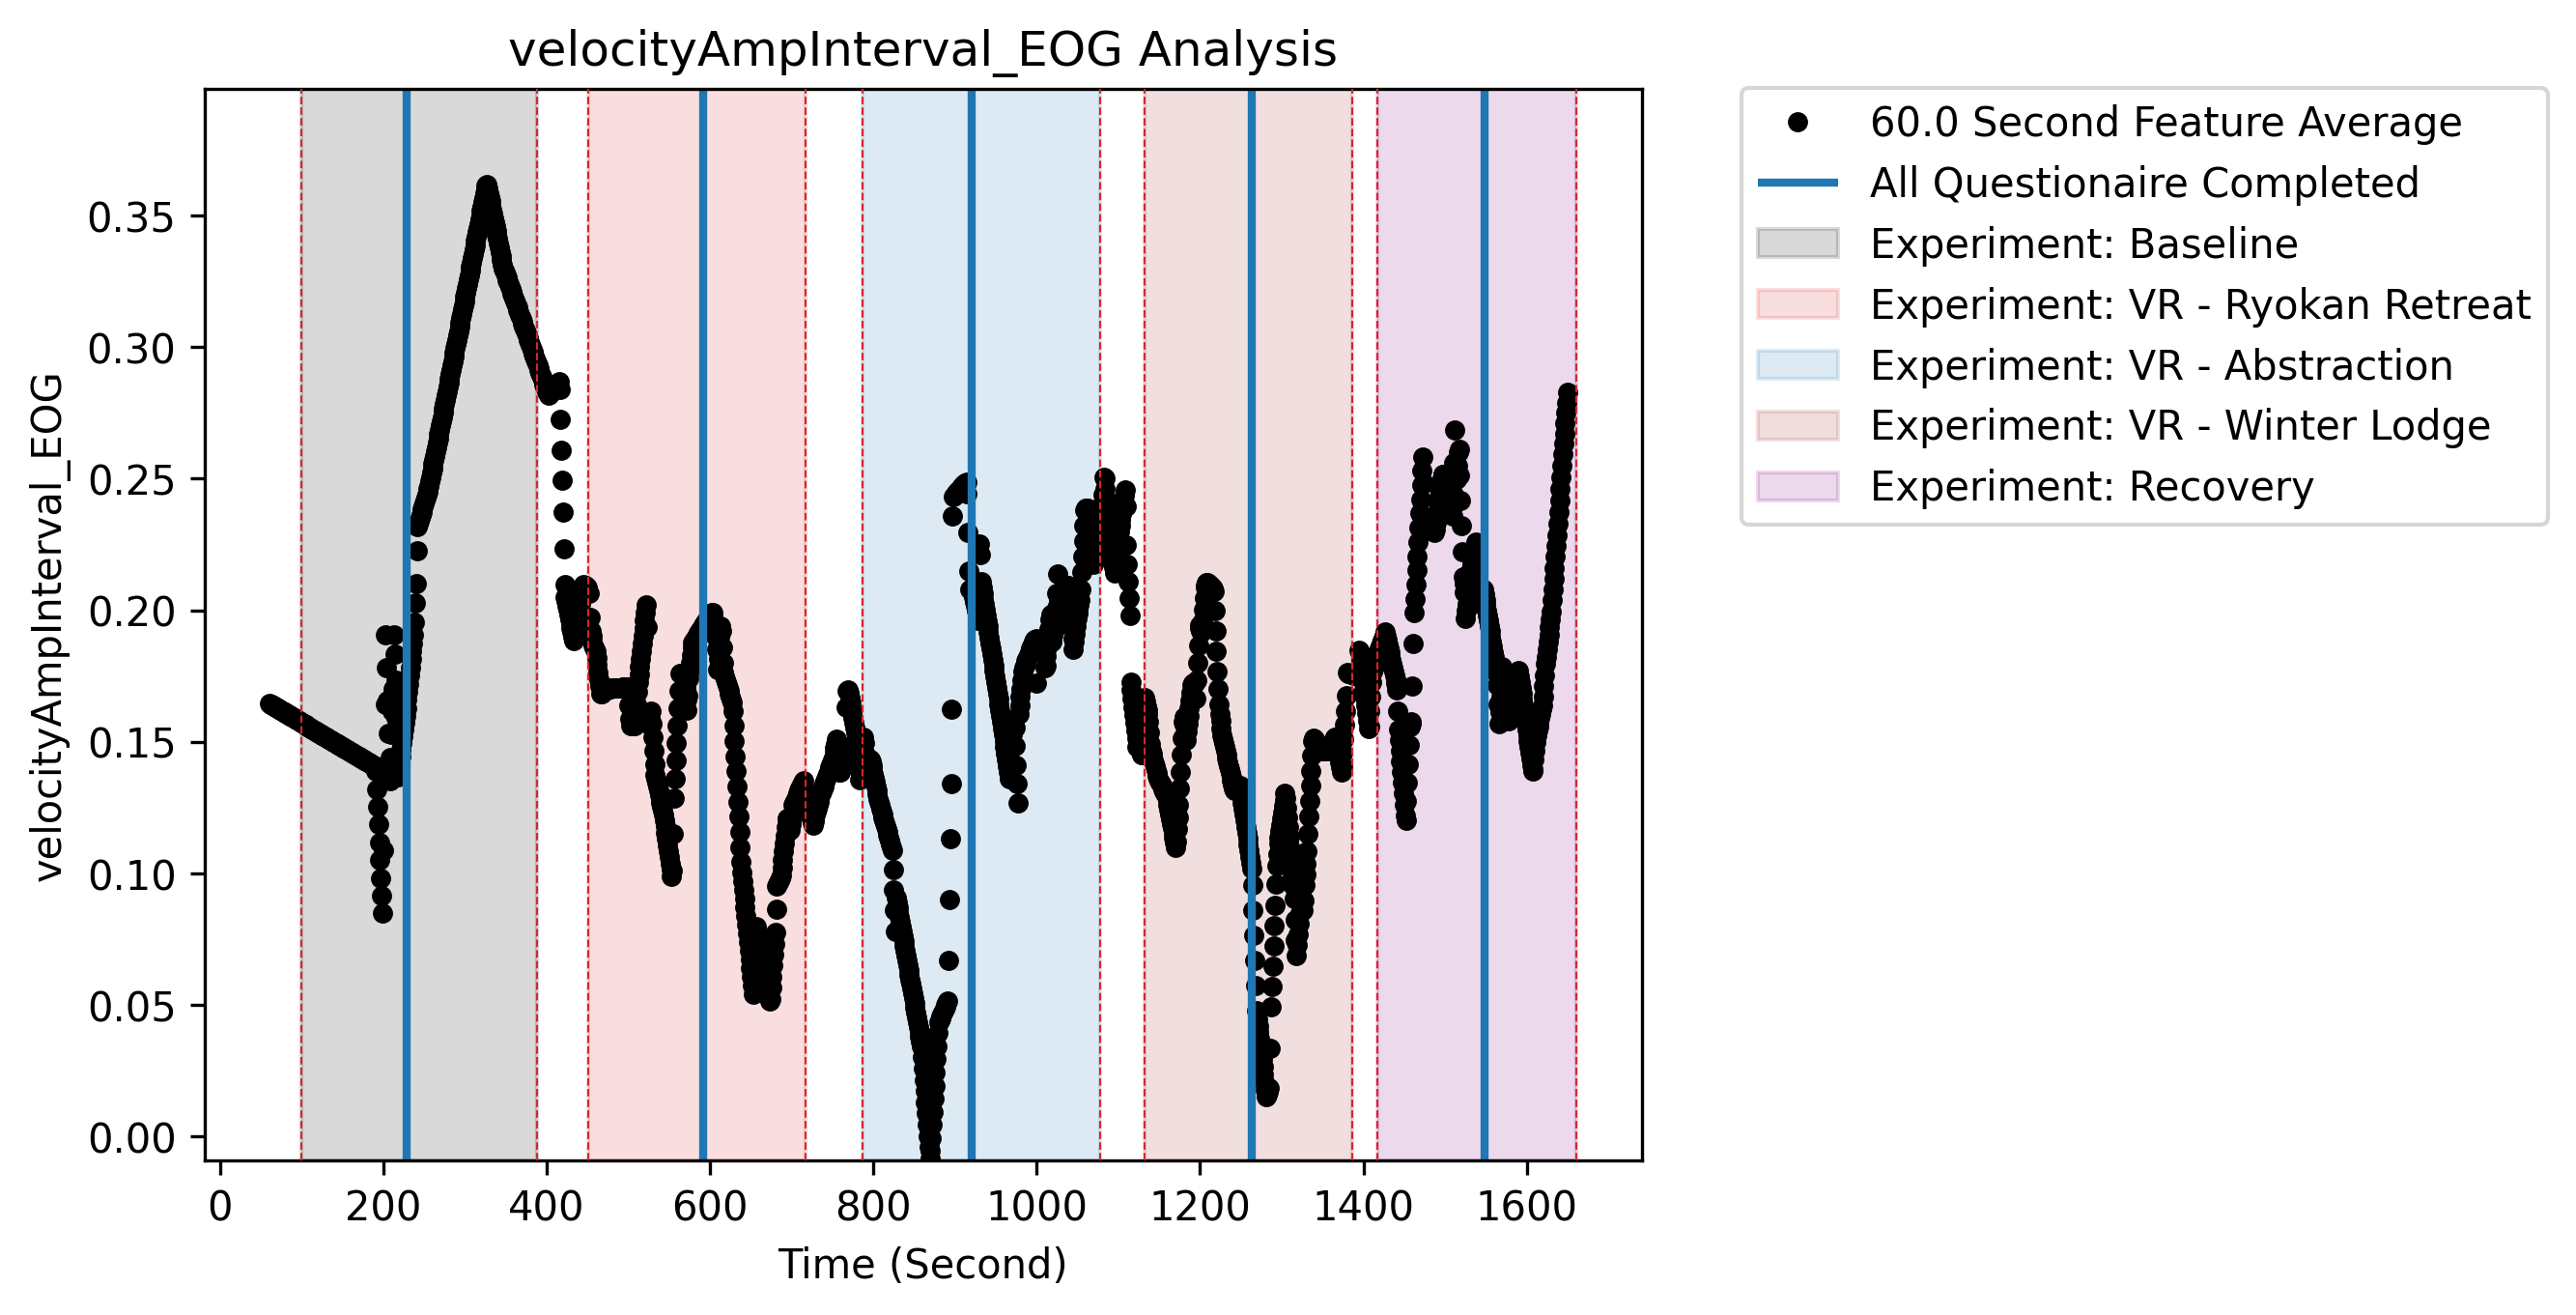 velocityAmpInterval_EOG Analysis
velocityAmpInterval_EOG
0.35
0.30
0.25
0.20
0.15
0.10
0.05
0.00
0 200 400 600 800 1000 1200 1400 1600
Time (Second)
60.0 Second Feature Average
All Questionaire Completed
Experiment: Baseline
Experiment: VR - Ryokan Retreat
Experiment: VR - Abstraction
Experiment: VR - Winter Lodge
Experiment: Recovery